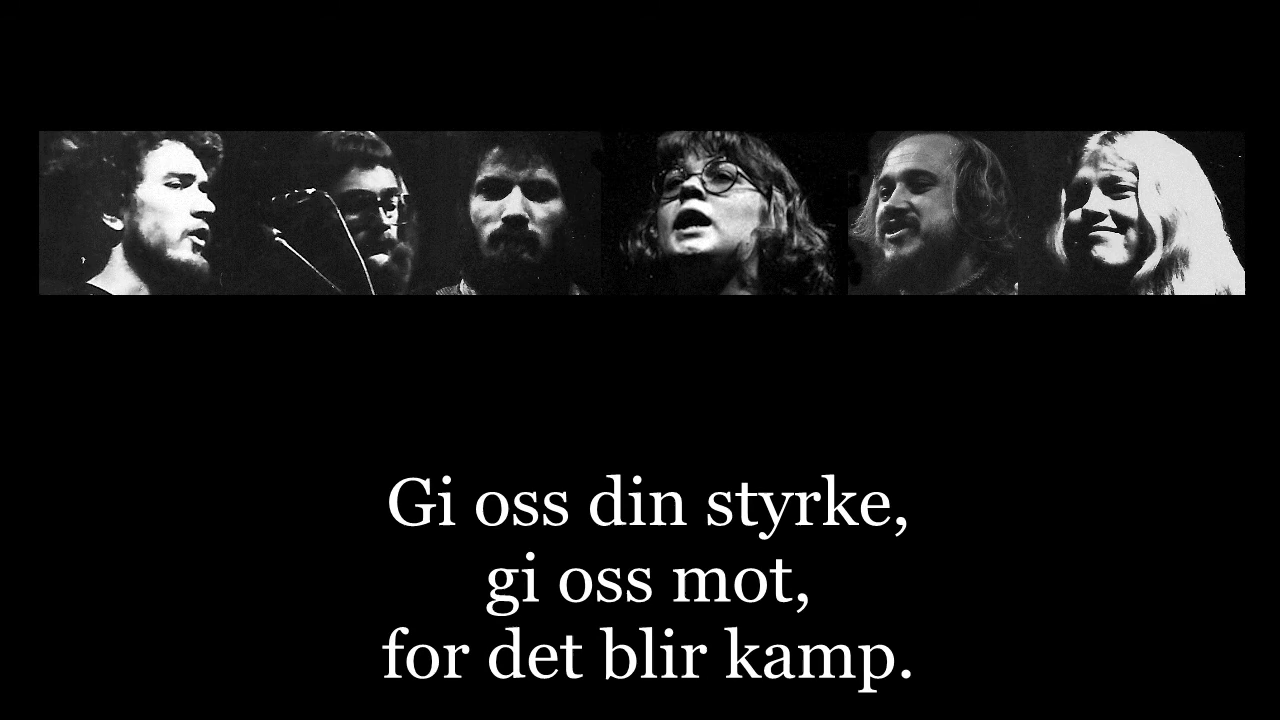 Gi oss din styrke,
gi oss mot,
for det blir kamp.